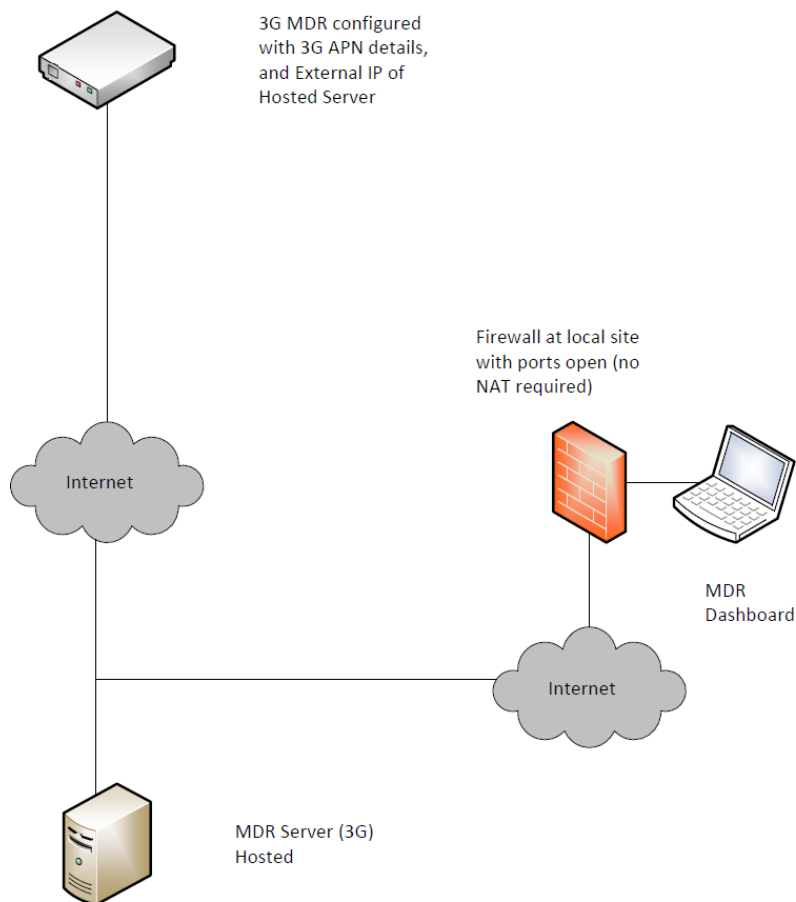 3G MDR configured
with 3G APN details,
and External IP of
Hosted Server
Firewall at local site
with ports open (no
NAT required)
Internet
MDR
Dashboard
Internet
MDR Server (3G)
Hosted